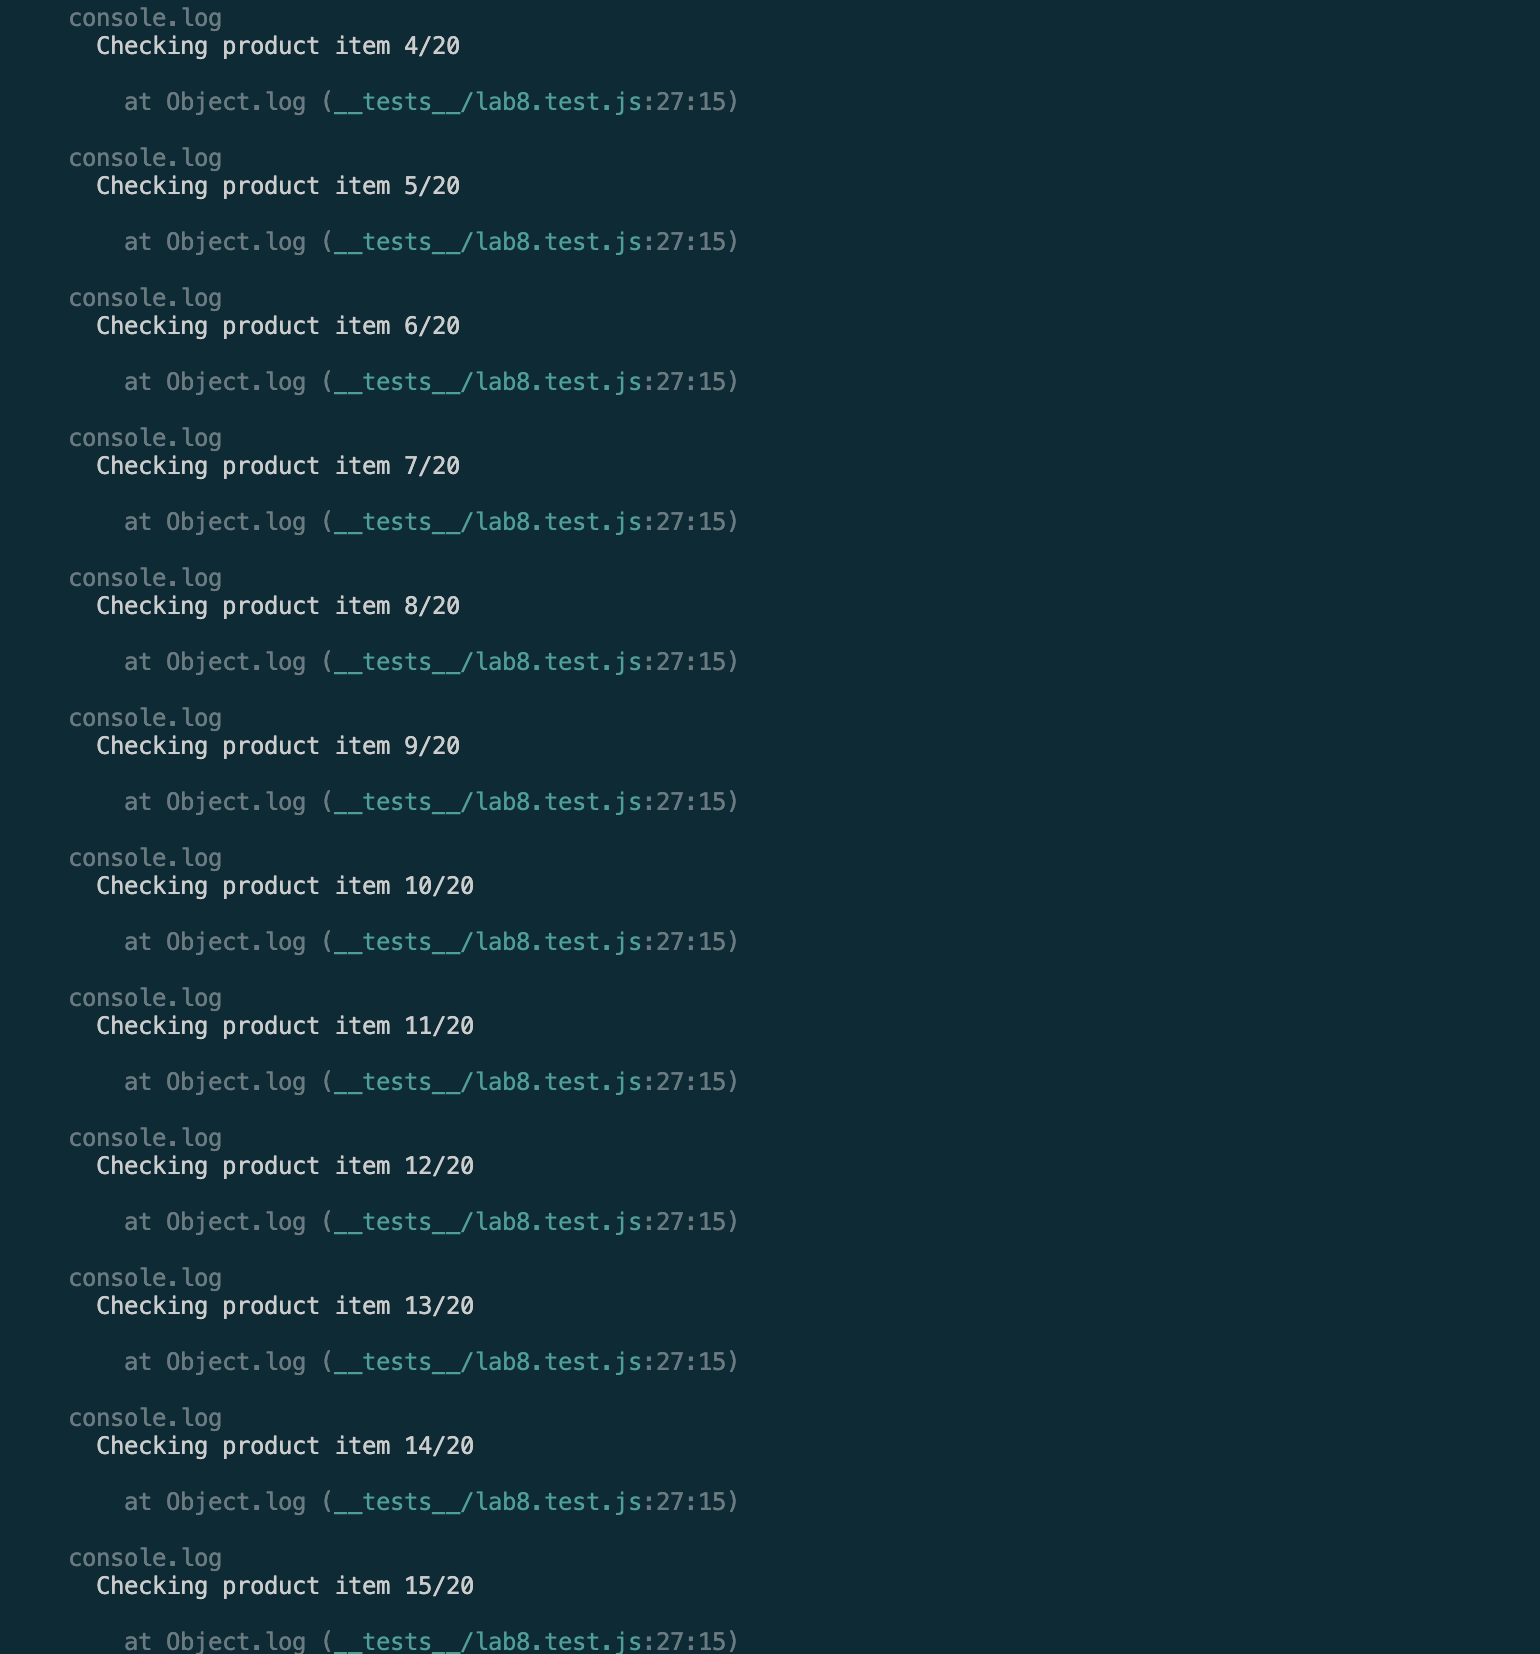 console.log
Checking product item 4/20
at Object.log (__tests__/lab8.test.js:27:15)
console.log
Checking product item 5/20
at Object.log (__tests__/lab8.test.js:27:15)
console.log
Checking product item 6/20
at Object.log (__tests__/lab8.test.js:27:15)
console.log
Checking product item 7/20
at Object.log (__tests__/lab8.test.js:27:15)
console.log
Checking product item 8/20
at Object.log (__tests__/lab8.test.js:27:15)
console.log
Checking product item 9/20
at Object.log (__tests__/lab8.test.js:27:15)
console.log
Checking product item 10/20
at Object.log (__tests__/lab8.test.js:27:15)
console.log
Checking product item 11/20
at Object.log (__tests__/lab8.test.js:27:15)
console.log
Checking product item 12/20
at Object.log (__tests__/lab8.test.js:27:15)
console.log
Checking product item 13/20
at Object.log (__tests__/lab8.test.js:27:15)
console.log
Checking product item 14/20
at Object.log (__tests__/lab8.test.js:27:15)
console.log
Checking product item 15/20
at Object.log (__tests__/lab8.test.js:27:15)